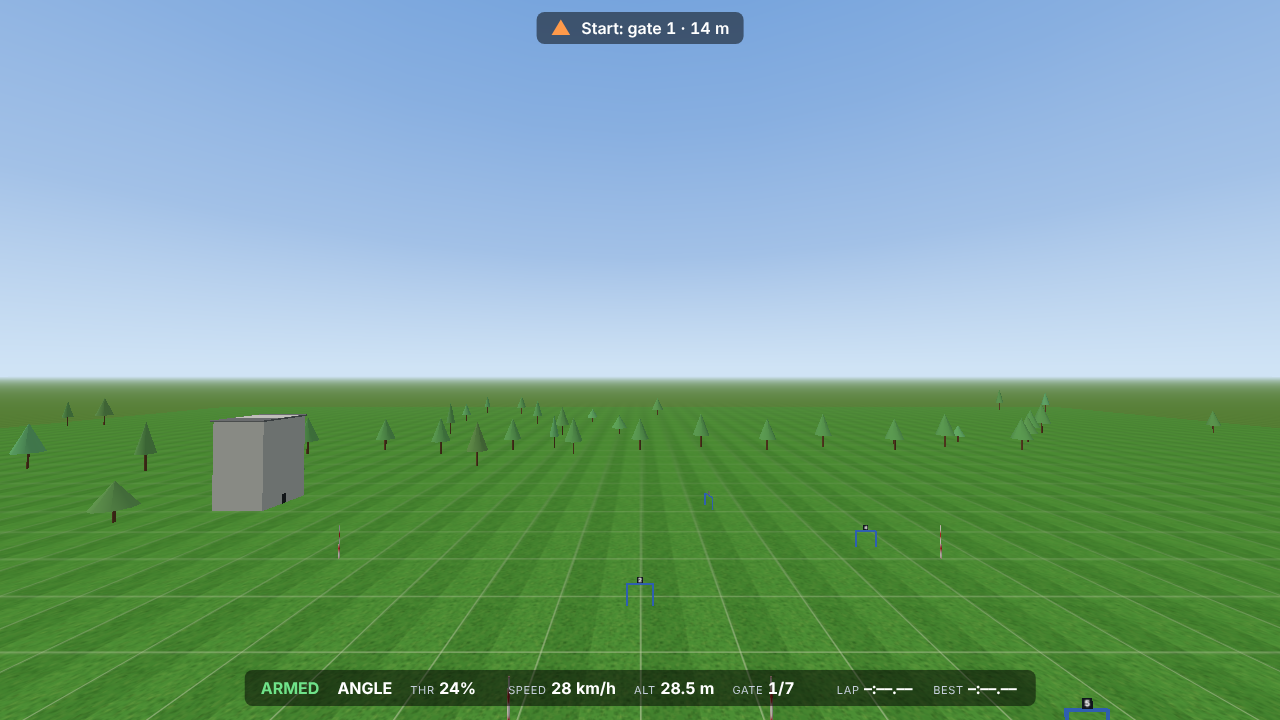 Start: gate 1 · 14 m
ARMED ANGLE THR 24% SPEED 28 km/h ALT 28.5 m GATE 1/7 LAP –:––.–– BEST –:––.––
5